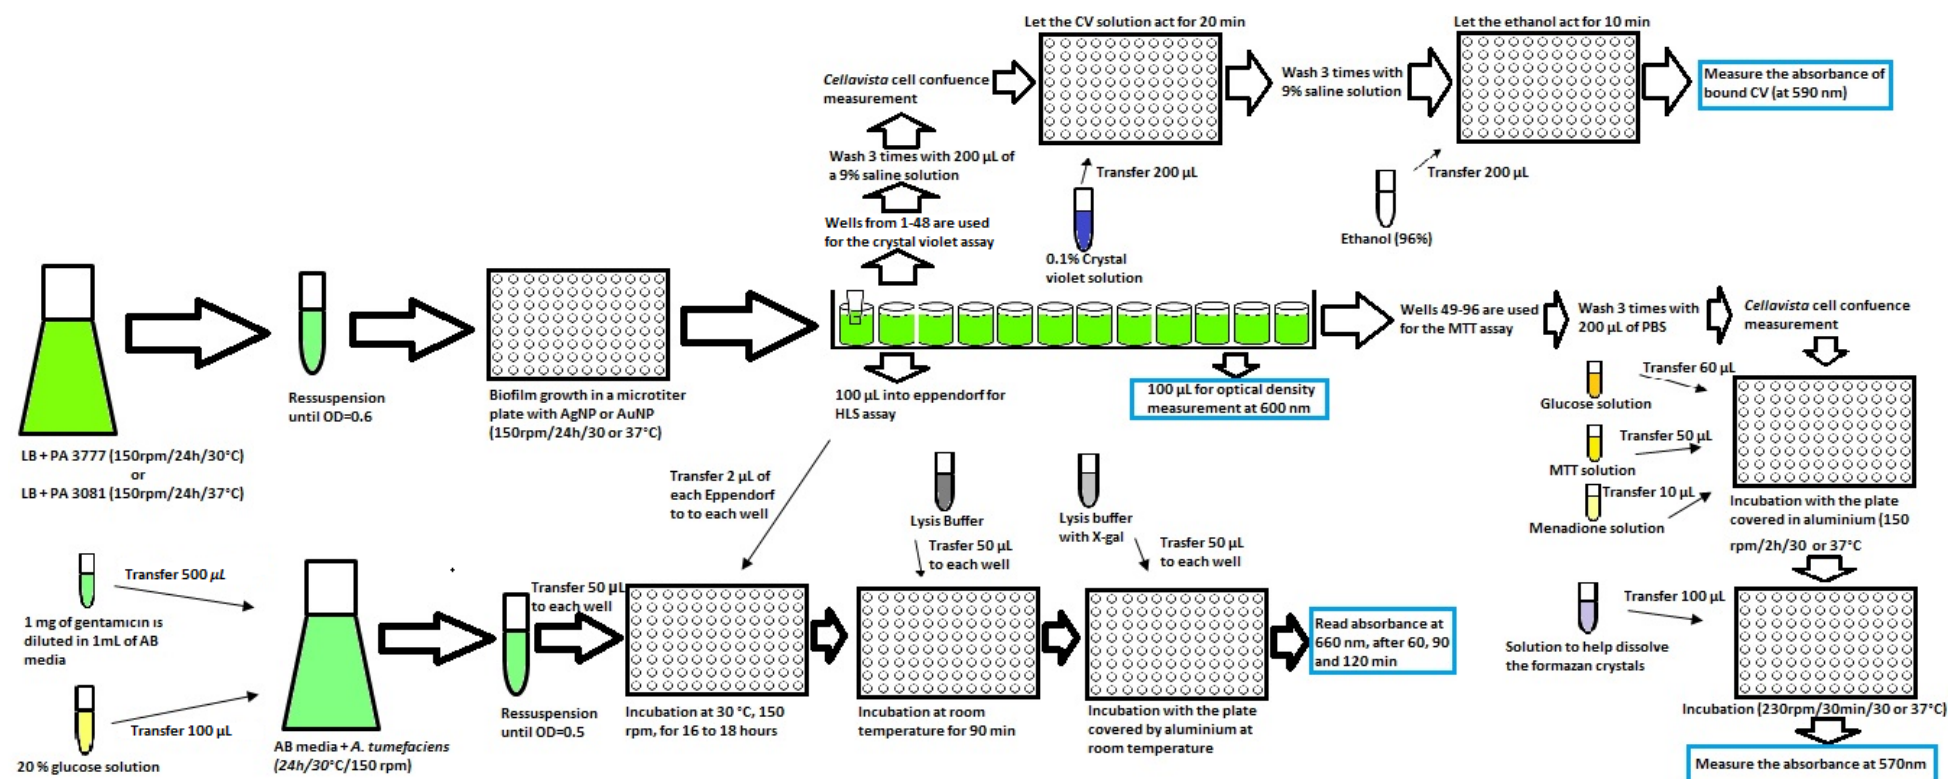 Let the CV solution act for 20 min
Let the ethanol act for 10 min
Cellavista cell confuence
measurement
Wash 3 times with
9% saline solution
Measure the absorbance of
bound CV (at 590 nm)
Wash 3 times with 200 µL of
a 9% saline solution
Transfer 200 µL
Transfer 200 µL
Wells from 1-48 are used
for the crystal violet assay
0.1% Crystal
violet solution
Ethanol (96%)
Ressuspension
until OD=0.6
Biofilm growth in a microtiter
plate with AgNP or AuNP
(150rpm/24h/30 or 37°C)
100 µL into eppendorf for
HLS assay
100 µL for optical density
measurement at 600 nm
Wells 49-96 are used
for the MTT assay
Wash 3 times with
200 µL of PBS
Cellavista cell confuence
measurement
Transfer 60 µL
Glucose solution
Transfer 50 µL
MTT solution
Transfer 10 µL
Menadione solution
Incubation with the plate
covered in aluminium (150
rpm/2h/30 or 37°C
LB + PA 3777 (150rpm/24h/30°C)
or
LB + PA 3081 (150rpm/24h/37°C)
Transfer 2 µL of
each Eppendorf
to to each well
Lysis Buffer
Trasfer 50 µL
to each well
Lysis buffer
with X-gal
Trasfer 50 µL
to each well
Transfer 500 µL
1 mg of gentamicin is
diluted in 1mL of AB
media
Transfer 50 µL
to each well
Transfer 100 µL
20 % glucose solution
AB media + A. tumefaciens
(24h/30°C/150 rpm)
Ressuspension
until OD=0.5
Incubation at 30 °C, 150
rpm, for 16 to 18 hours
Incubation at room
temperature for 90 min
Incubation with the plate
covered by aluminium at
room temperature
Read absorbance at
660 nm, after 60, 90
and 120 min
Transfer 100 µL
Solution to help dissolve
the formazan crystals
Incubation (230rpm/30min/30 or 37°C)
Measure the absorbance at 570nm